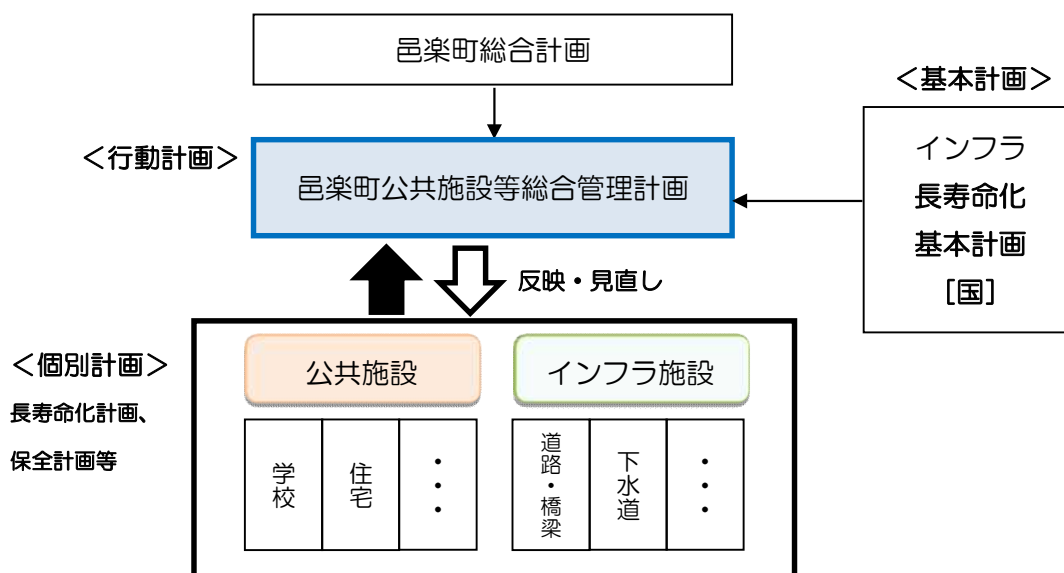 邑楽町総合計画
＜基本計画＞
インフラ
長寿命化
基本計画
［国］
＜行動計画＞
邑楽町公共施設等総合管理計画
反映・見直し
＜個別計画＞
長寿命化計画、
保全計画等
公共施設
インフラ施設
学校
住宅
・・・
道路・橋梁
下水道
・・・